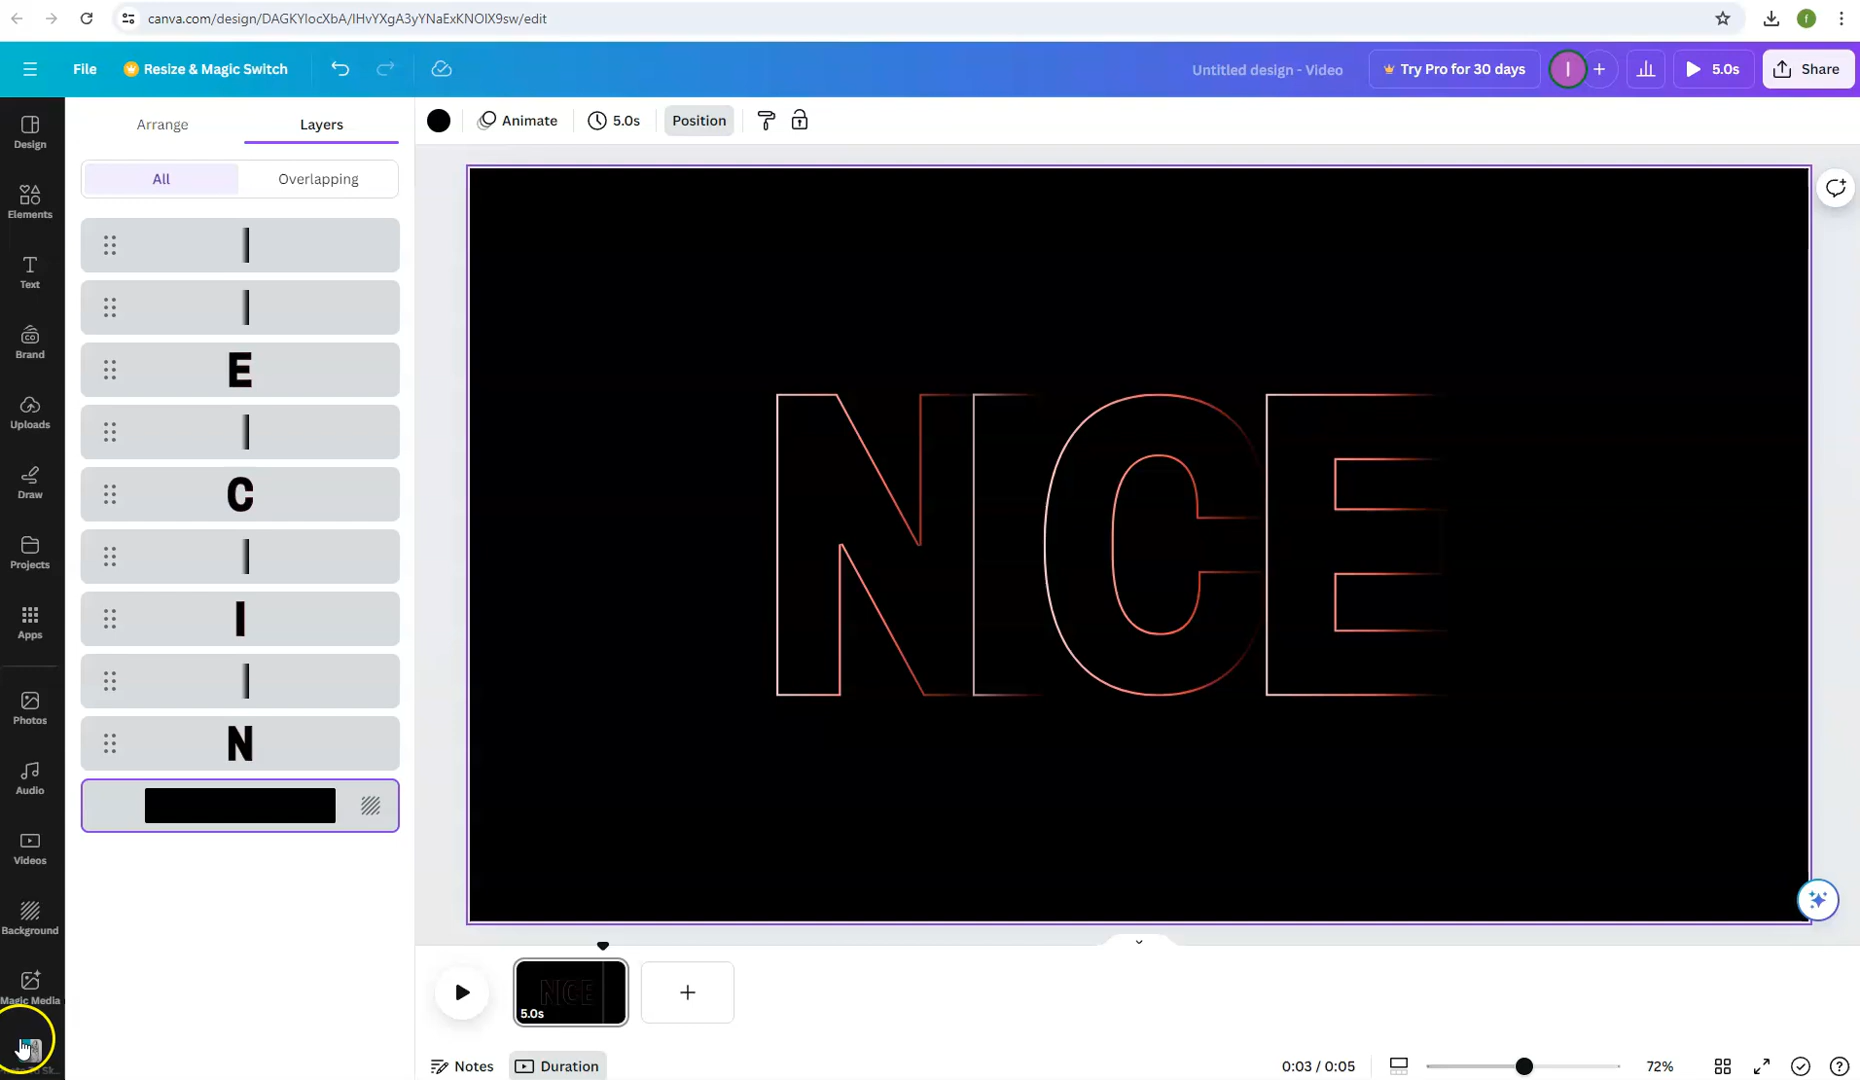 canva.com/design/DAGKYIocXbA/IHvYXgA3yYNaExKNOIX9sw/edit
f
File
Resize & Magic Switch
Untitled design - Video
Try Pro for 30 days
I
5.0s
Share
Design
Elements
Text
Brand
Uploads
Draw
Projects
Apps
Photos
Audio
Videos
Background
Magic Media
Arrange
Layers
All
Overlapping
E
C
I
N
Animate
5.0s
Position
NICE
NICE
5.0s
Notes
Duration
0:03 / 0:05
72%